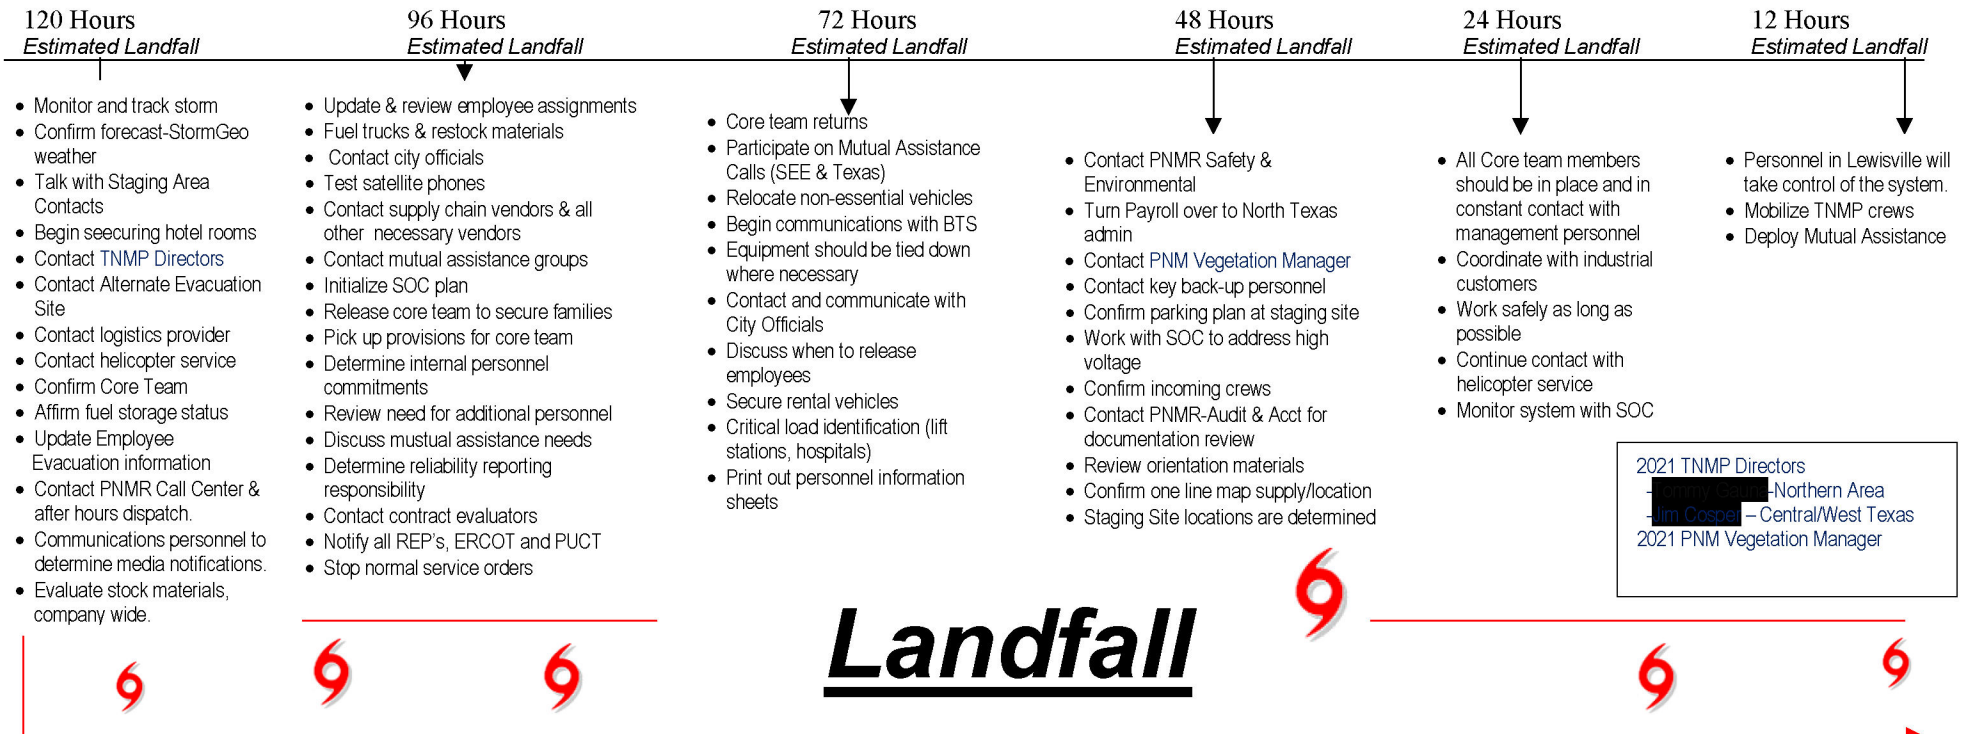 120 Hours
Estimated Landfall
• Monitor and track storm
• Confirm forecast-StormGeo
weather
• Talk with Staging Area
Contacts
• Begin seecuring hotel rooms
• Contact TNMP Directors
• Contact Alternate Evacuation
Site
• Contact logistics provider
• Contact helicopter service
• Confirm Core Team
• Affirm fuel storage status
• Update Employee
Evacuation information
• Contact PNMR Call Center &
after hours dispatch.
• Communications personnel to
determine media notifications.
• Evaluate stock materials,
company wide.
96 Hours
Estimated Landfall
• Update & review employee assignments
• Fuel trucks & restock materials
• Contact city officials
• Test satellite phones
• Contact supply chain vendors & all
other necessary vendors
• Contact mutual assistance groups
• Initialize SOC plan
• Release core team to secure families
• Pick up provisions for core team
• Determine internal personnel
commitments
• Review need for additional personnel
• Discuss mustual assistance needs
• Determine reliability reporting
responsibility
• Contact contract evaluators
• Notify all REP's, ERCOT and PUCT
• Stop normal service orders
72 Hours
Estimated Landfall
• Core team returns
• Participate on Mutual Assistance
Calls (SEE & Texas)
• Relocate non-essential vehicles
• Begin communications with BTS
• Equipment should be tied down
where necessary
• Contact and communicate with
City Officials
• Discuss when to release
employees
• Secure rental vehicles
• Critical load identification (lift
stations, hospitals)
• Print out personnel information
sheets
48 Hours
Estimated Landfall
• Contact PNMR Safety &
Environmental
• Turn Payroll over to North Texas
admin
• Contact PNM Vegetation Manager
• Contact key back-up personnel
• Confirm parking plan at staging site
• Work with SOC to address high
voltage
• Confirm incoming crews
• Contact PNMR-Audit & Acct for
documentation review
• Review orientation materials
• Confirm one line map supply/location
• Staging Site locations are determined
24 Hours
Estimated Landfall
• All Core team members
should be in place and in
constant contact with
management personnel
• Coordinate with industrial
customers
• Work safely as long as
possible
• Continue contact with
helicopter service
• Monitor system with SOC
12 Hours
Estimated Landfall
• Personnel in Lewisville will
take control of the system.
• Mobilize TNMP crews
• Deploy Mutual Assistance
2021 TNMP Directors
-Northern Area
– Central/West Texas
2021 PNM Vegetation Manager
Landfall